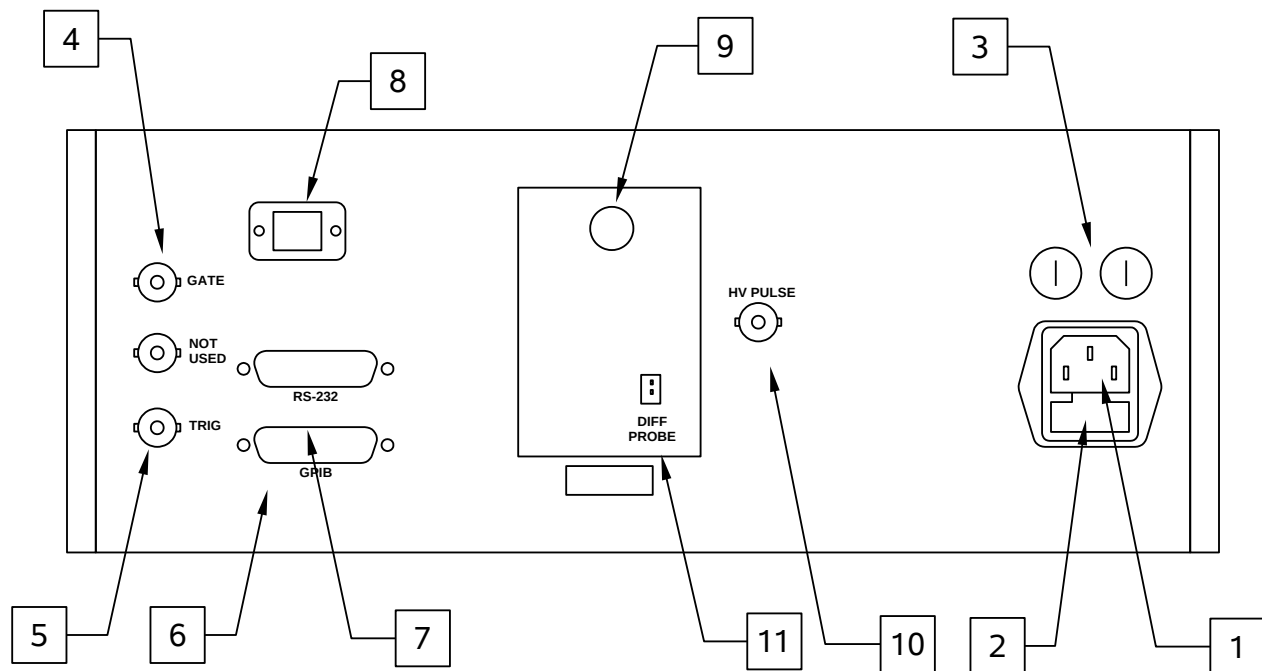 4
8
9
3
GATE
NOT
USED
TRIG
RS-232
GPIB
HV PULSE
DIFF
PROBE
5
6
7
11
10
2
1